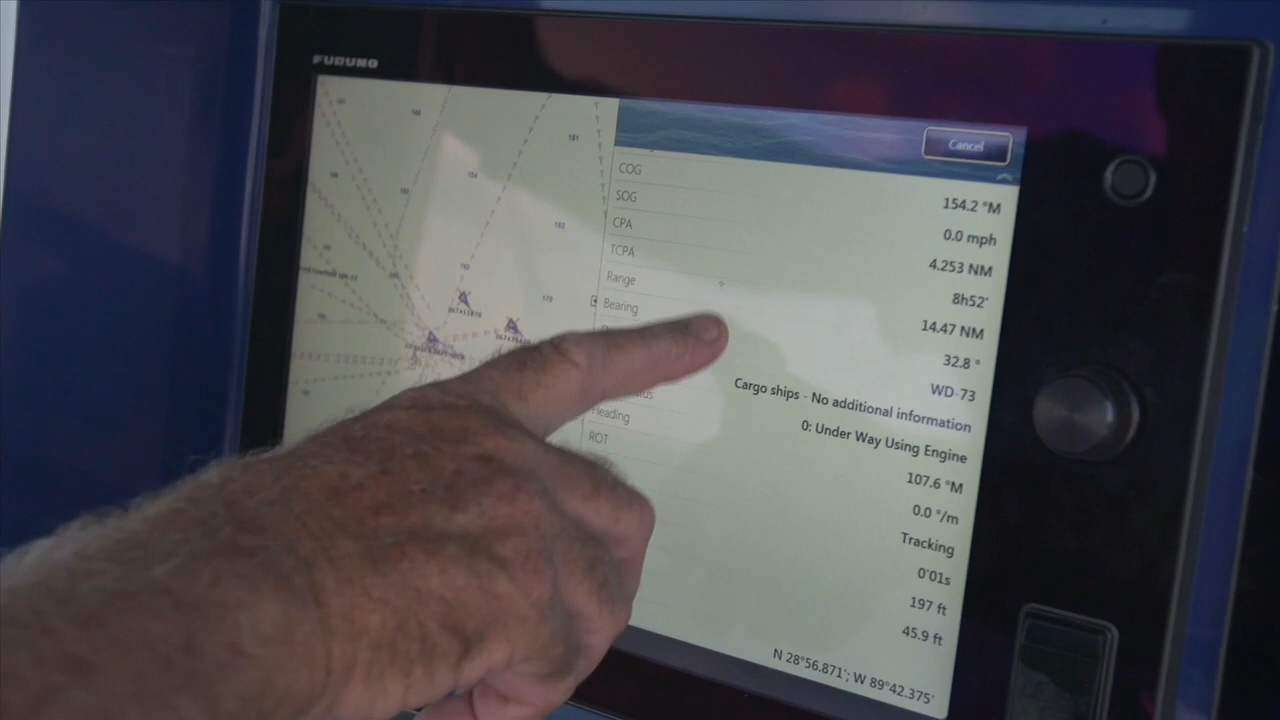 FURUNO
Cancel
COG
154.2 °M
SOG
0.0 mph
CPA
4.253 NM
TCPA
8h52'
Range
14.47 NM
Bearing
32.8 °
WD-73
Cargo ships - No additional information
0: Under Way Using Engine
Heading
107.6 °M
ROT
0.0 °/m
Tracking
0'01s
197 ft
45.9 ft
N 28°56.871'; W 89°42.375'